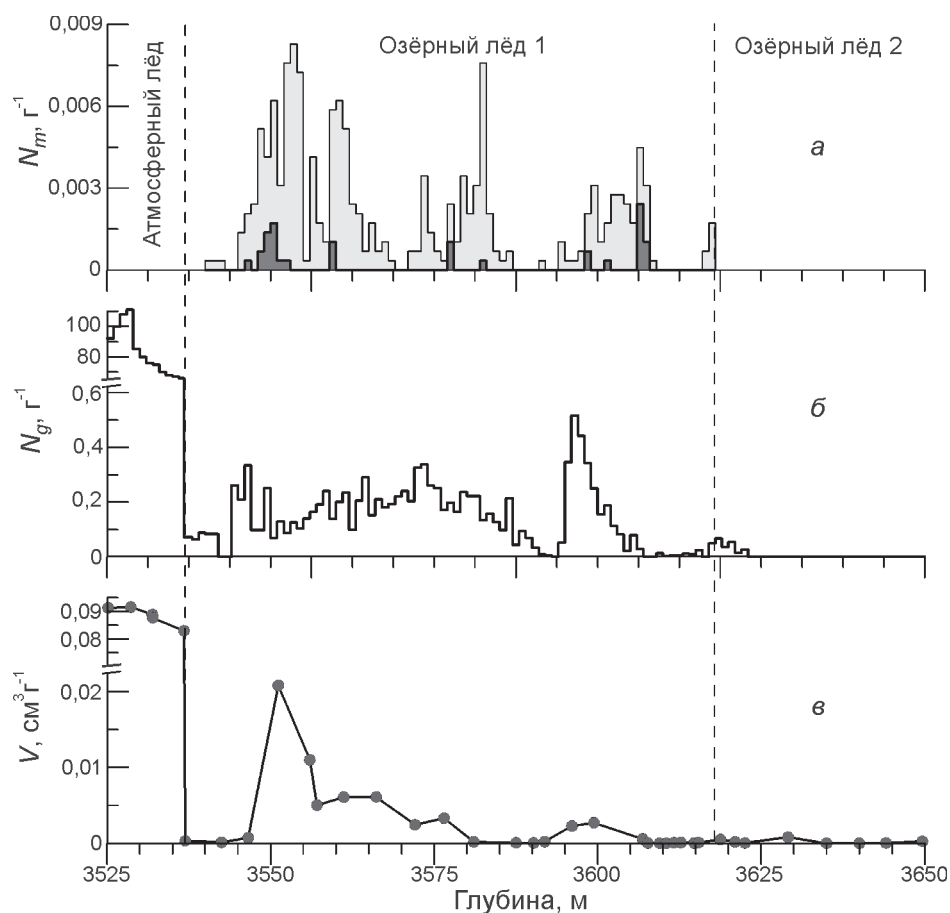 0,009
0,006
0,003
0
N_m, г⁻¹
Атмосферный лёд
Озёрный лёд 1
Озёрный лёд 2
а
100
80
0,6
0,4
0,2
0
N_g, г⁻¹
б
0,09
0,08
0,02
0,01
0
V, см³г⁻¹
в
3525 3550 3575 3600 3625 3650
Глубина, м